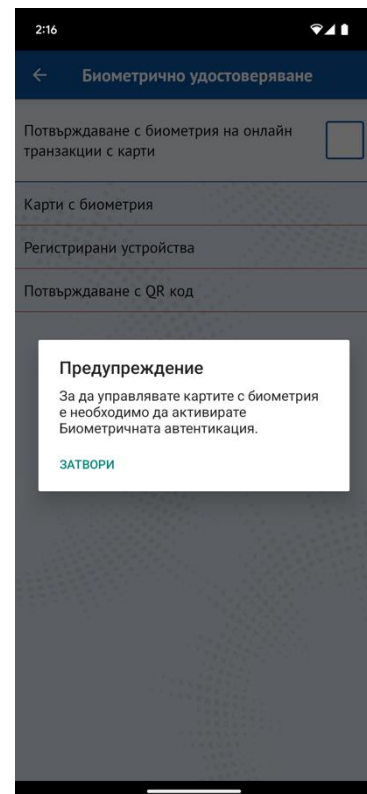 2:16
Биометрично удостоверяване
Потвърждаване с биометрия на онлайн
транзакции с карти
Карти с биометрия
Регистрирани устройства
Потвърждаване с QR код
Предупреждение
За да управлявате картите с биометрия
е необходимо да активирате
Биометричната автентикация.
ЗАТВОРИ